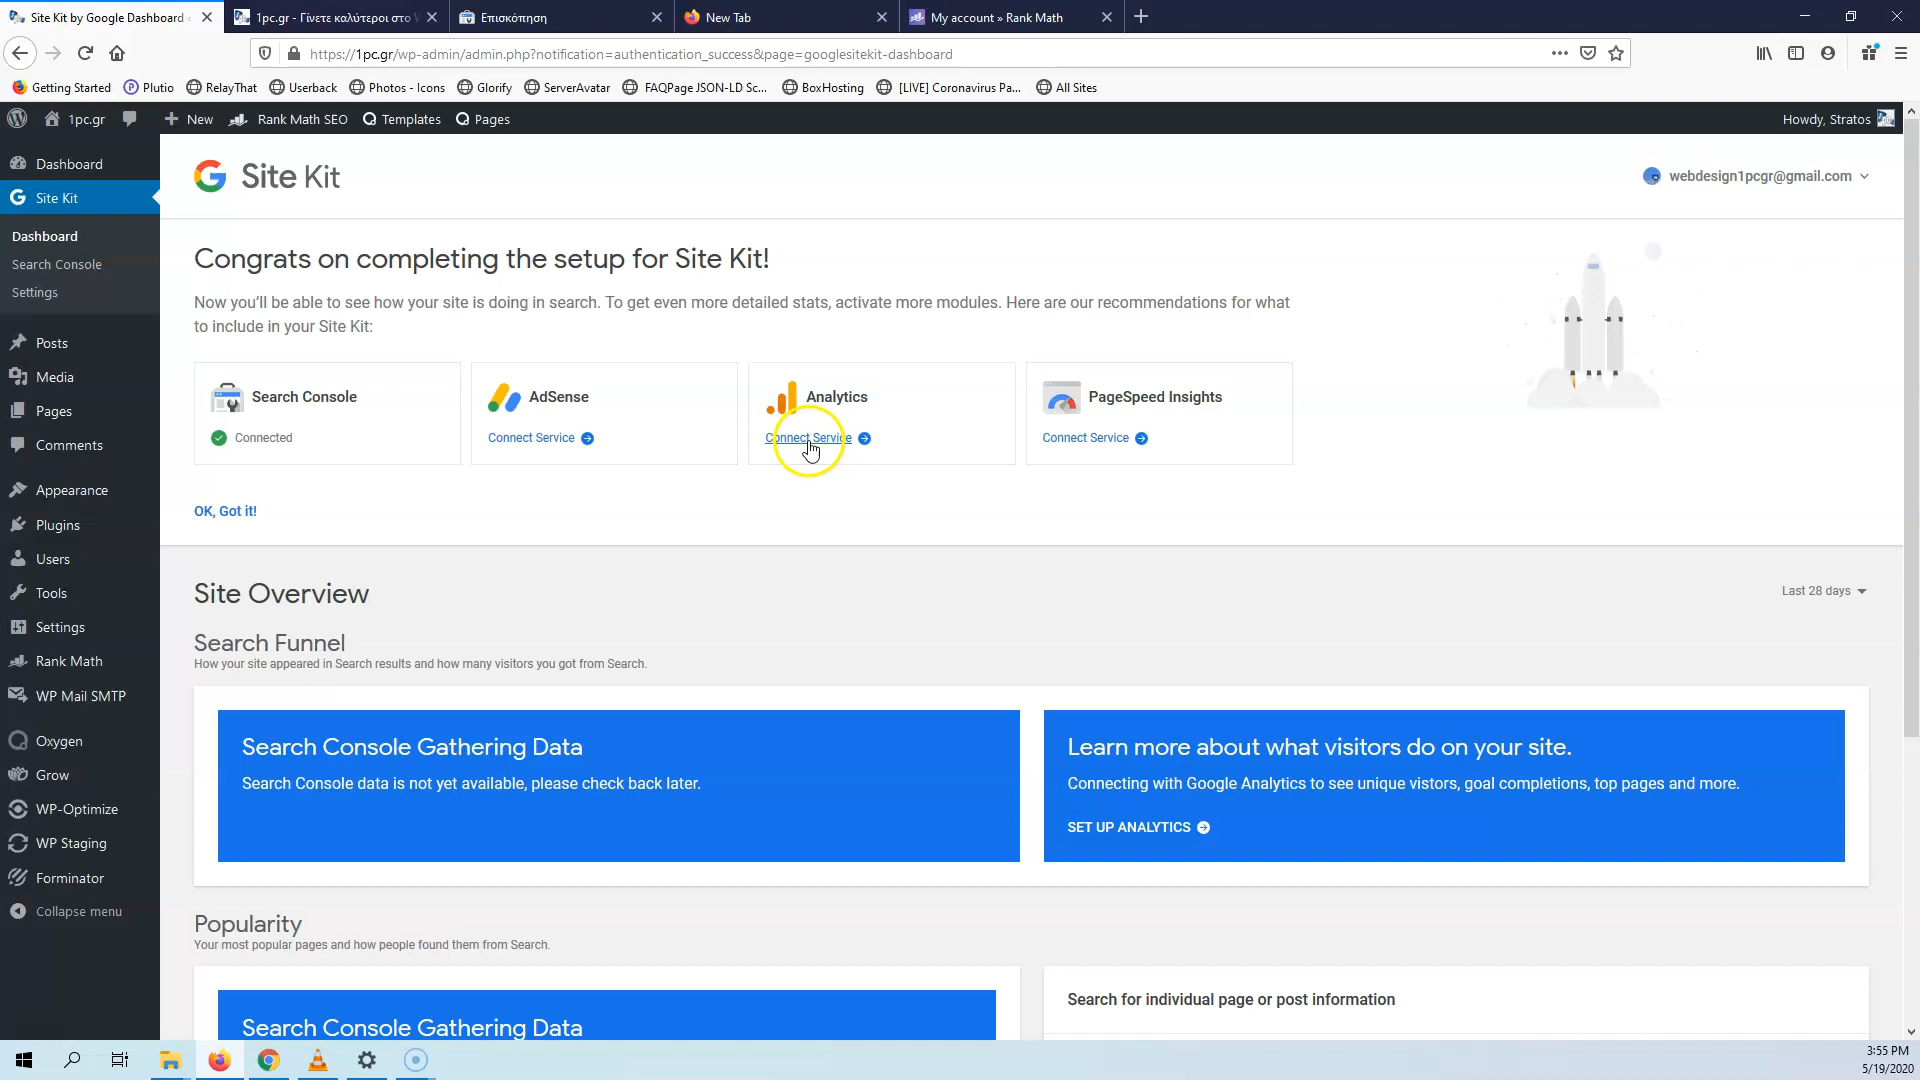 Site Kit by Google Dashboard
1pc.gr - Γίνετε καλύτεροι στο
Επισκόπηση
New Tab
My account » Rank Math
https://1pc.gr/wp-admin/admin.php?notification=authentication_success&page=googlesitekit-dashboard
Getting Started
Plutio
RelayThat
Userback
Photos - Icons
Glorify
ServerAvatar
FAQPage JSON-LD Sc...
BoxHosting
[LIVE] Coronavirus Pa...
All Sites
1pc.gr
New
Rank Math SEO
Templates
Pages
Howdy, Stratos
Dashboard
Site Kit
Dashboard
Search Console
Settings
Posts
Media
Pages
Comments
Appearance
Plugins
Users
Tools
Settings
Rank Math
WP Mail SMTP
Oxygen
Grow
WP-Optimize
WP Staging
Forminator
Collapse menu
Site Kit
webdesign1pcgr@gmail.com
Congrats on completing the setup for Site Kit!
Now you'll be able to see how your site is doing in search. To get even more detailed stats, activate more modules. Here are our recommendations for what
to include in your Site Kit:
Search Console
Connected
AdSense
Connect Service
Analytics
Connect Service
PageSpeed Insights
Connect Service
OK, Got it!
Site Overview
Last 28 days
Search Funnel
How your site appeared in Search results and how many visitors you got from Search.
Search Console Gathering Data
Search Console data is not yet available, please check back later.
Learn more about what visitors do on your site.
Connecting with Google Analytics to see unique vistors, goal completions, top pages and more.
SET UP ANALYTICS
Popularity
Your most popular pages and how people found them from Search.
Search Console Gathering Data
Search for individual page or post information
3:55 PM
5/19/2020